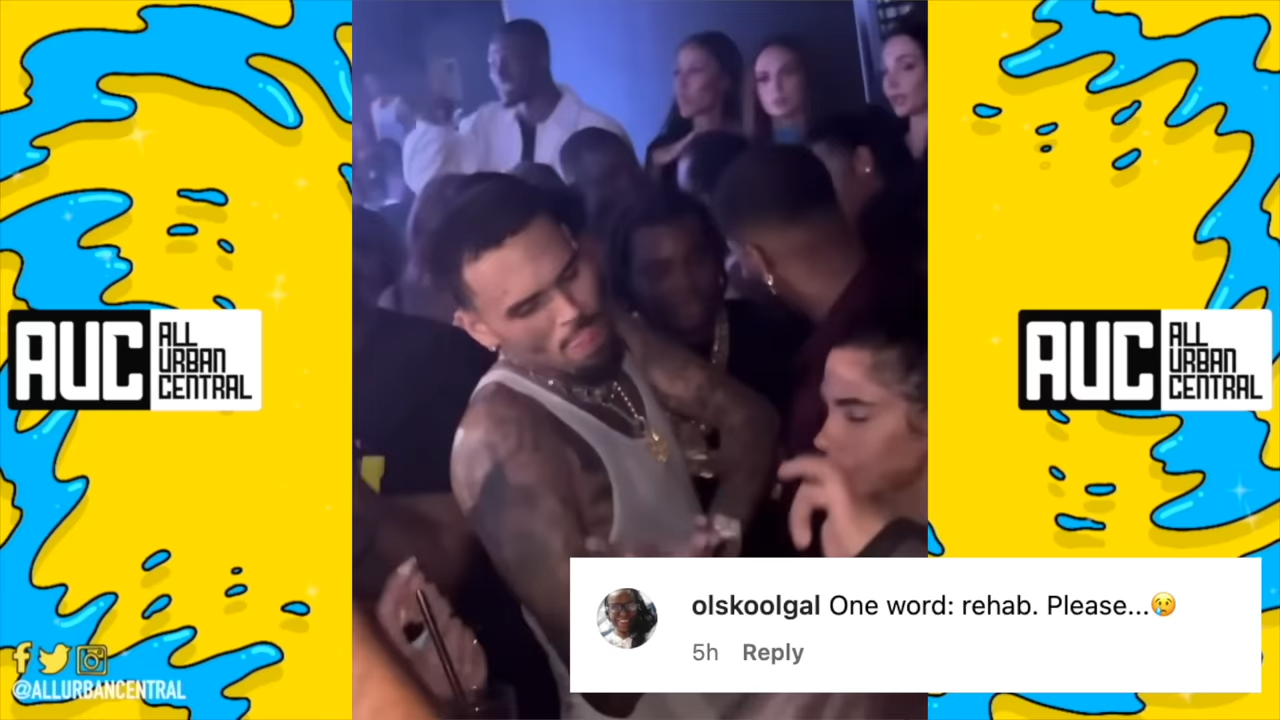 AUC ALL
URBAN
CENTRAL
AUC ALL
URBAN
CENTRAL
olskoolgal One word: rehab. Please...😢
5h Reply
@ALLURBANCENTRAL